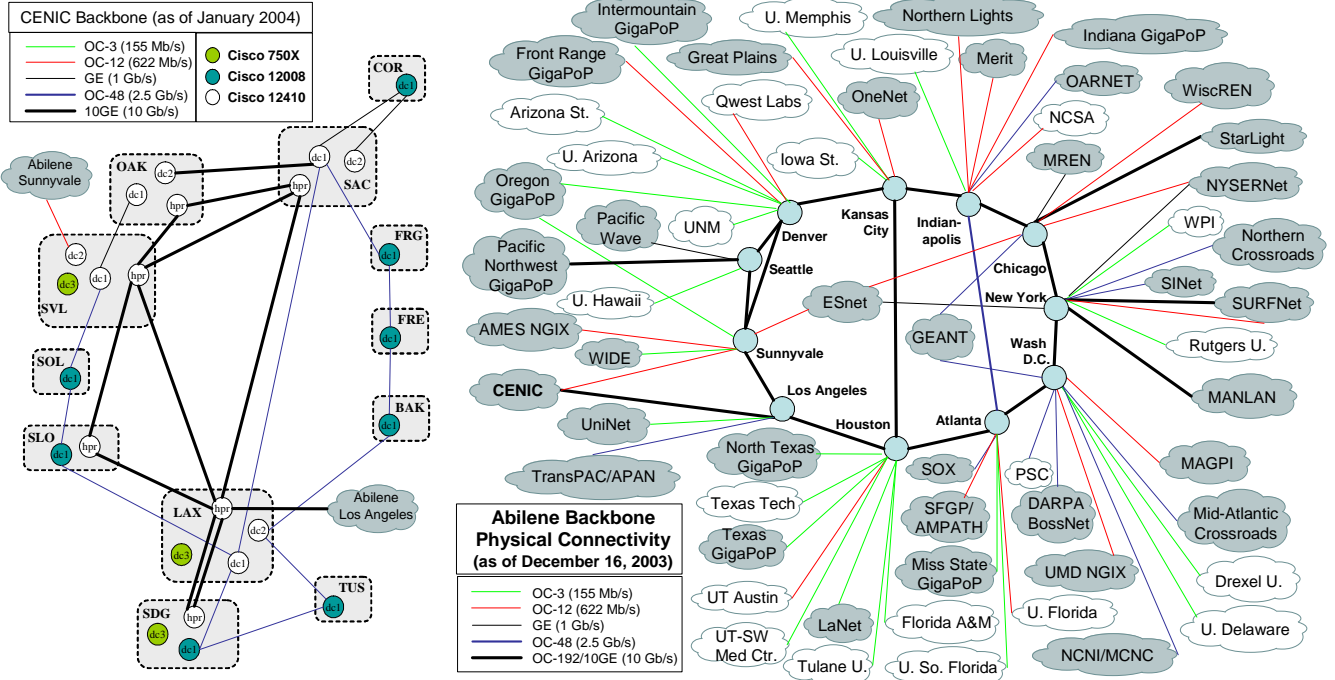 CENIC Backbone (as of January 2004)
OC-3 (155 Mb/s)
OC-12 (622 Mb/s)
GE (1 Gb/s)
OC-48 (2.5 Gb/s)
10GE (10 Gb/s)
Cisco 750X
Cisco 12008
Cisco 12410
COR
dc1
Abilene
Sunnyvale
OAK
dc2
dc1
hpr
dc1
dc2
SAC
hpr
dc2
dc3
dc1
hpr
SVL
FRG
dc1
FRE
dc1
SOL
dc1
BAK
dc1
SLO
hpr
dc1
LAX
hpr
dc2
dc3
dc1
Abilene
Los Angeles
TUS
dc1
SDG
hpr
dc3
dc1
Intermountain
GigaPoP
U. Memphis
Northern Lights
Indiana GigaPoP
Front Range
GigaPoP
Great Plains
U. Louisville
Merit
OARNET
WiscREN
Qwest Labs
OneNet
NCSA
Arizona St.
StarLight
U. Arizona
Iowa St.
MREN
NYSERNet
Oregon
GigaPoP
WPI
Pacific
Wave
UNM
Denver
Kansas
City
Indian-
apolis
Northern
Crossroads
Pacific
Northwest
GigaPoP
Seattle
Chicago
SINet
U. Hawaii
ESnet
New York
SURFNet
AMES NGIX
WIDE
Sunnyvale
GEANT
Wash
D.C.
Rutgers U.
CENIC
Los Angeles
MANLAN
UniNet
Houston
Atlanta
TransPAC/APAN
North Texas
GigaPoP
SOX
PSC
MAGPI
Texas Tech
SFGP/
AMPATH
DARPA
BossNet
Mid-Atlantic
Crossroads
Texas
GigaPoP
Miss State
GigaPoP
UMD NGIX
Drexel U.
UT Austin
LaNet
Florida A&M
U. Florida
U. Delaware
UT-SW
Med Ctr.
Tulane U.
U. So. Florida
NCNI/MCNC
Abilene Backbone
Physical Connectivity
(as of December 16, 2003)
OC-3 (155 Mb/s)
OC-12 (622 Mb/s)
GE (1 Gb/s)
OC-48 (2.5 Gb/s)
OC-192/10GE (10 Gb/s)